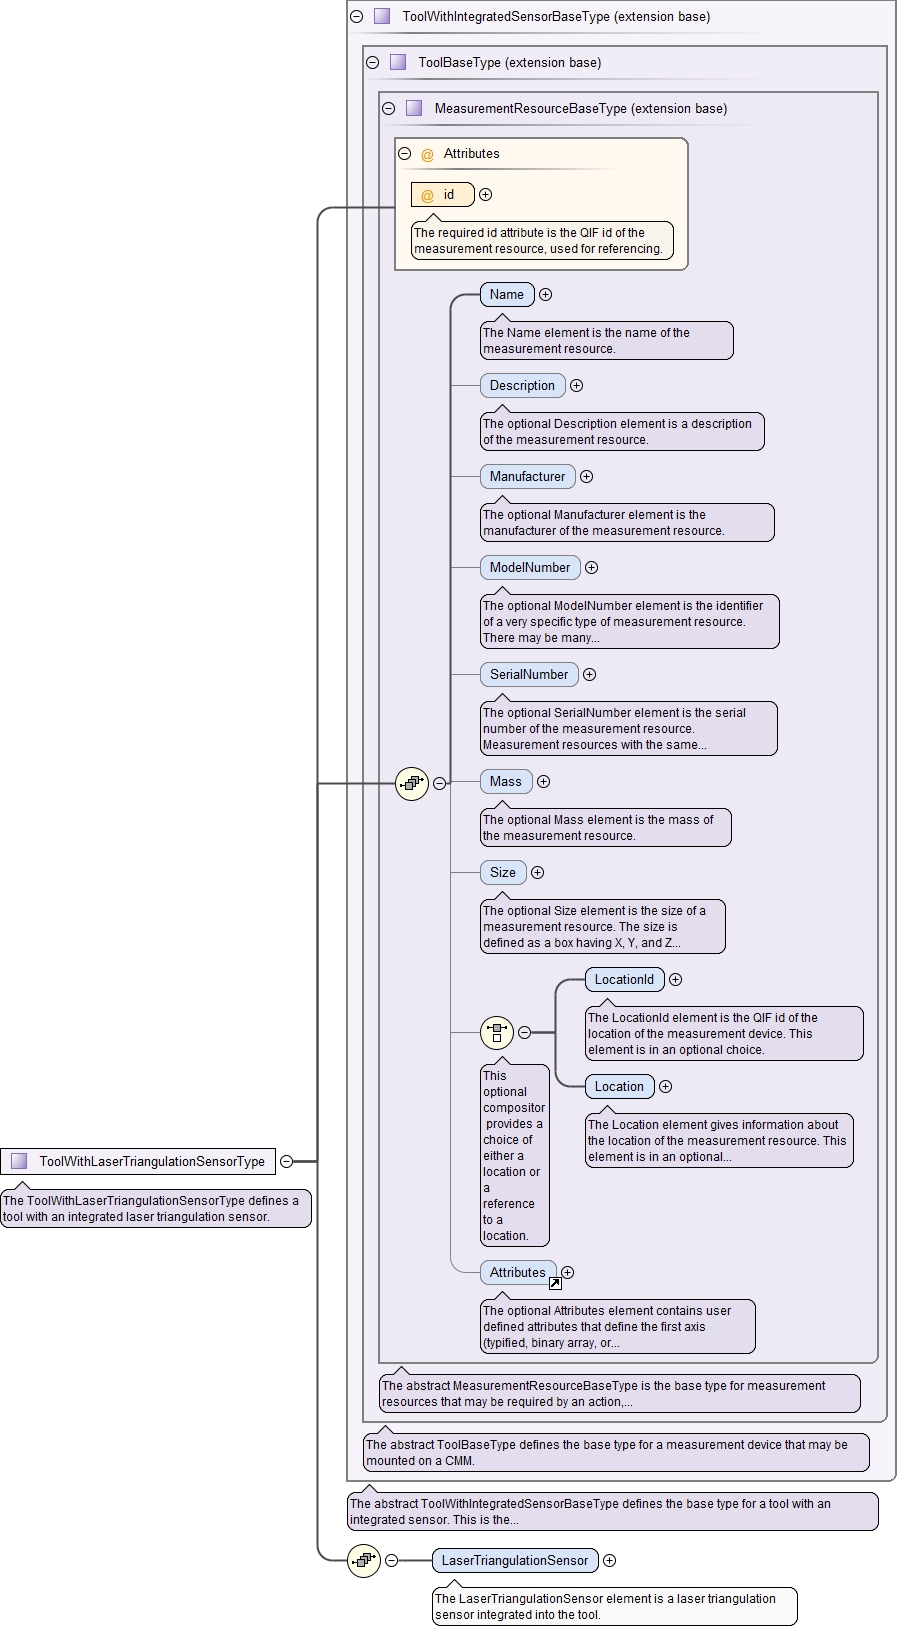 ToolWithIntegratedSensorBaseType (extension base)
ToolBaseType (extension base)
MeasurementResourceBaseType (extension base)
@ Attributes
@ id
The required id attribute is the QIF id of the
measurement resource, used for referencing.
Name
The Name element is the name of the
measurement resource.
Description
The optional Description element is a description
of the measurement resource.
Manufacturer
The optional Manufacturer element is the
manufacturer of the measurement resource.
ModelNumber
The optional ModelNumber element is the identifier
of a very specific type of measurement resource.
There may be many...
SerialNumber
The optional SerialNumber element is the serial
number of the measurement resource.
Measurement resources with the same...
Mass
The optional Mass element is the mass of
the measurement resource.
Size
The optional Size element is the size of a
measurement resource. The size is
defined as a box having X, Y, and Z...
LocationId
The LocationId element is the QIF id of the
location of the measurement device. This
element is in an optional choice.
This
optional
compositor
provides a
choice of
either a
location or
a
reference
to a
location.
Location
The Location element gives information about
the location of the measurement resource. This
element is in an optional...
ToolWithLaserTriangulationSensorType
The ToolWithLaserTriangulationSensorType defines a
tool with an integrated laser triangulation sensor.
Attributes
The optional Attributes element contains user
defined attributes that define the first axis
(typified, binary array, or...
The abstract MeasurementResourceBaseType is the base type for measurement
resources that may be required by an action,...
The abstract ToolBaseType defines the base type for a measurement device that may be
mounted on a CMM.
The abstract ToolWithIntegratedSensorBaseType defines the base type for a tool with an
integrated sensor. This is the...
LaserTriangulationSensor
The LaserTriangulationSensor element is a laser triangulation
sensor integrated into the tool.